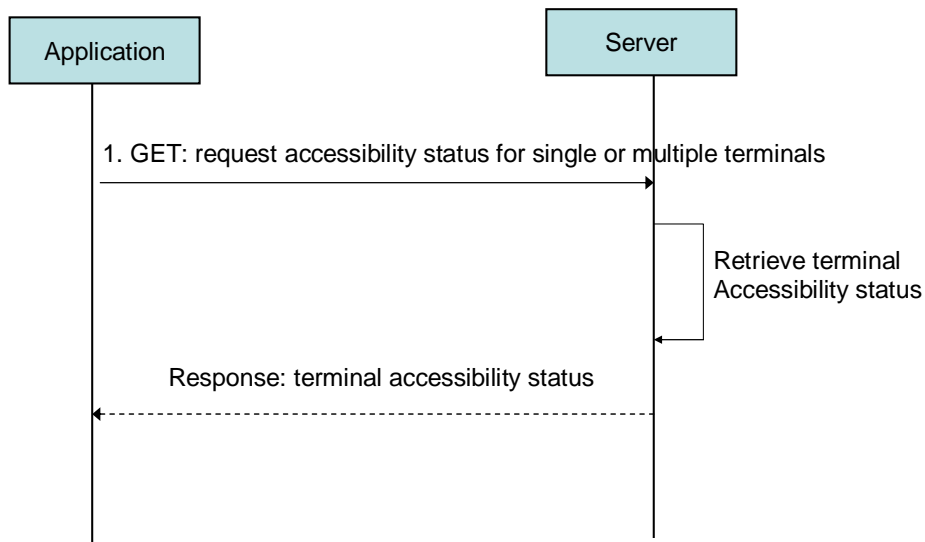 Application
Server
1. GET: request accessibility status for single or multiple terminals
Retrieve terminal
Accessibility status
Response: terminal accessibility status